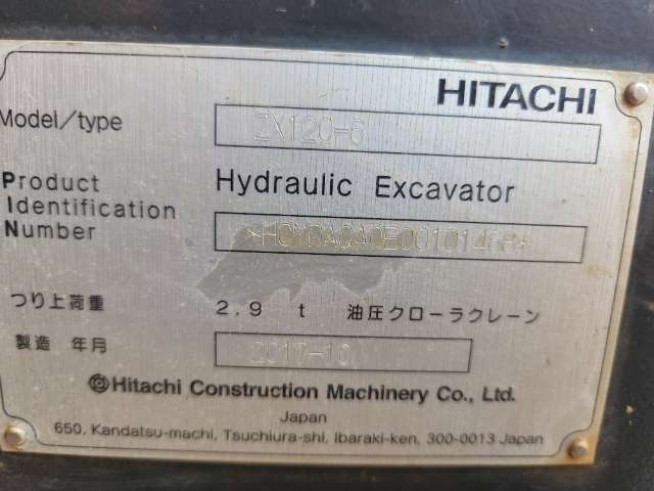 HITACHI
Model/type ZX120-6
Product Hydraulic Excavator
Identification
Number
つり上荷重 2.9 t 油圧クローラクレーン
製造 年月 2017-10
Hitachi Construction Machinery Co., Ltd.
Japan
650, Kandatsu-machi, Tsuchiura-shi, Ibaraki-ken, 300-0013 Japan